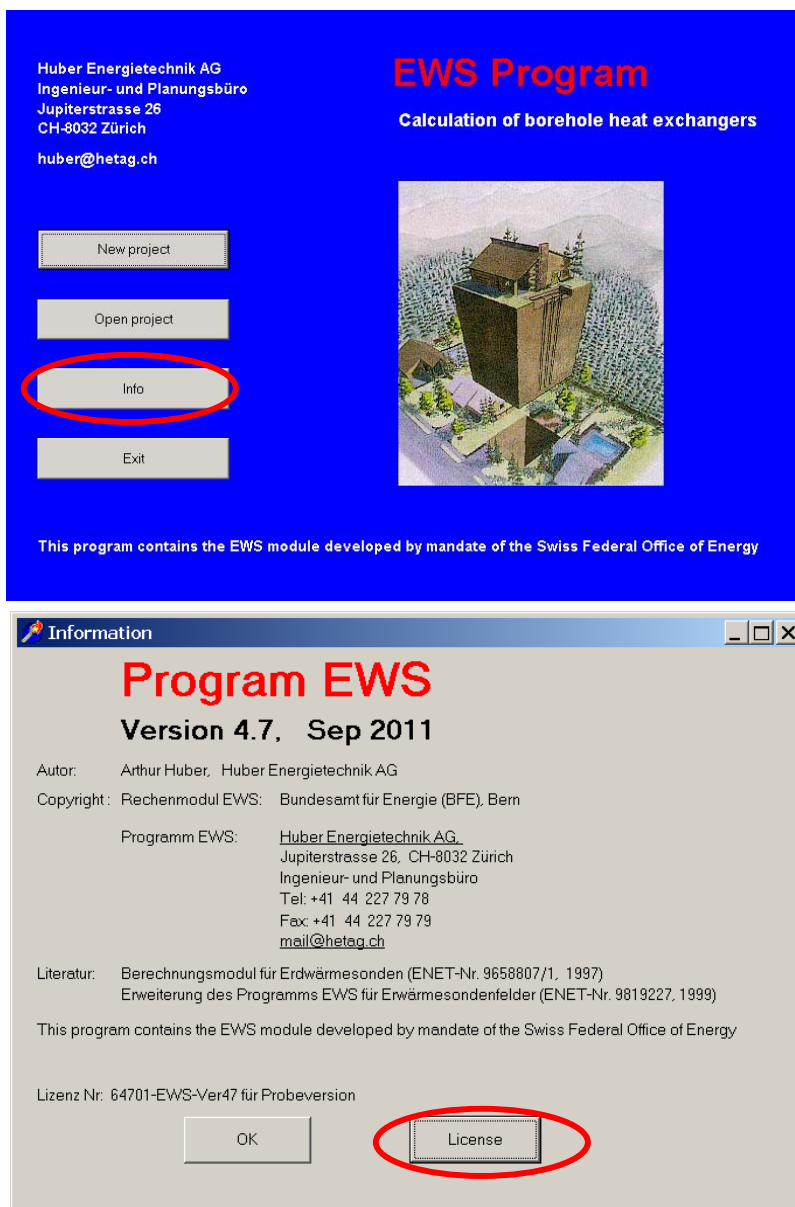 Huber Energietechnik AG
Ingenieur- und Planungsbüro
Jupiterstrasse 26
CH-8032 Zürich
huber@hetag.ch
EWS Program
Calculation of borehole heat exchangers
New project
Open project
Info
Exit
This program contains the EWS module developed by mandate of the Swiss Federal Office of Energy
Information
Program EWS
Version 4.7, Sep 2011
Autor: Arthur Huber, Huber Energietechnik AG
Copyright: Rechenmodul EWS: Bundesamt für Energie (BFE), Bern
Programm EWS: Huber Energietechnik AG,
Jupiterstrasse 26, CH-8032 Zürich
Ingenieur- und Planungsbüro
Tel: +41 44 227 79 78
Fax: +41 44 227 79 79
mail@hetag.ch
Literatur: Berechnungsmodul für Erdwärmesonden (ENET-Nr. 9658807/1, 1997)
Erweiterung des Programms EWS für Erwärmesondenfelder (ENET-Nr. 9819227, 1999)
This program contains the EWS module developed by mandate of the Swiss Federal Office of Energy
Lizenz Nr: 64701-EWS-Ver47 für Probeversion
OK
License